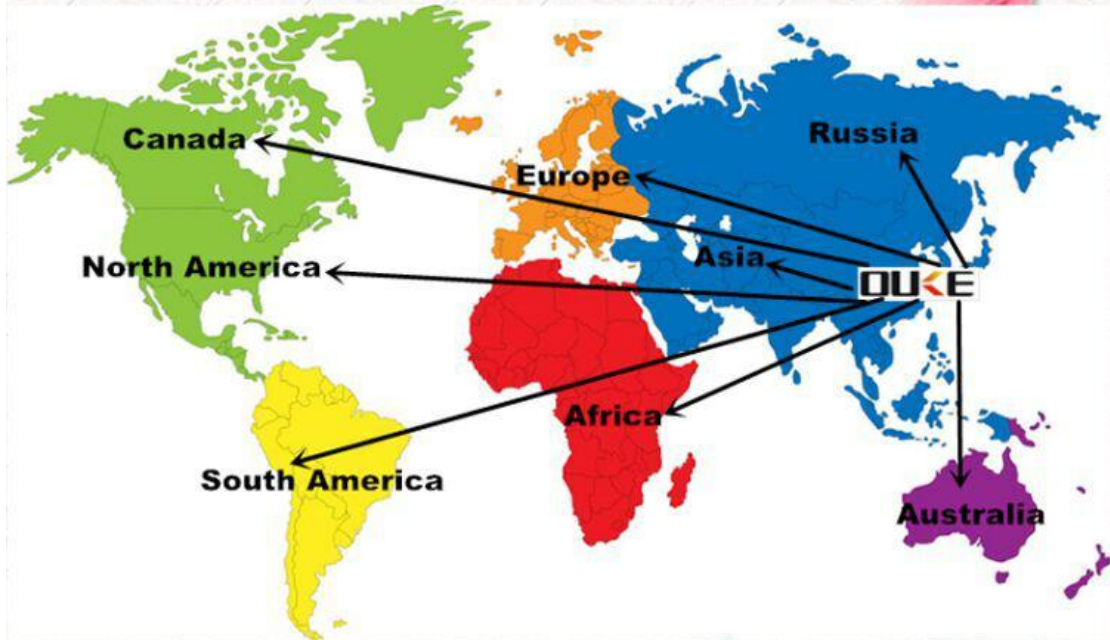 Canada
Russia
Europe
Asia
North America
OUKE
Africa
South America
Australia